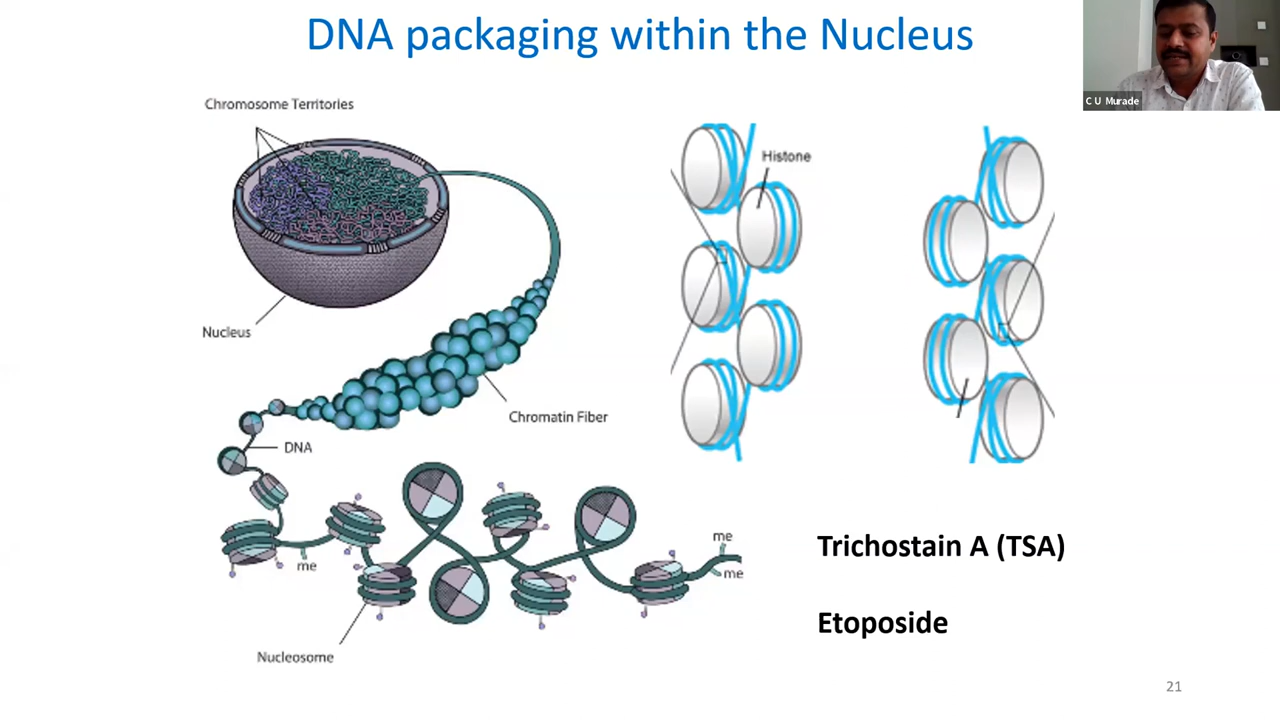 DNA packaging within the Nucleus
C U Murade
Chromosome Territories
Histone
Nucleus
Chromatin Fiber
DNA
me
me
me
Nucleosome
Trichostain A (TSA)
Etoposide
21